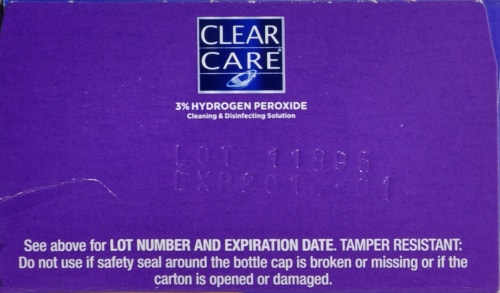 CLEAR
CARE®
3% HYDROGEN PEROXIDE
Cleaning & Disinfecting Solution
LOT
See above for LOT NUMBER AND EXPIRATION DATE. TAMPER RESISTANT:
Do not use if safety seal around the bottle cap is broken or missing or if the
carton is opened or damaged.